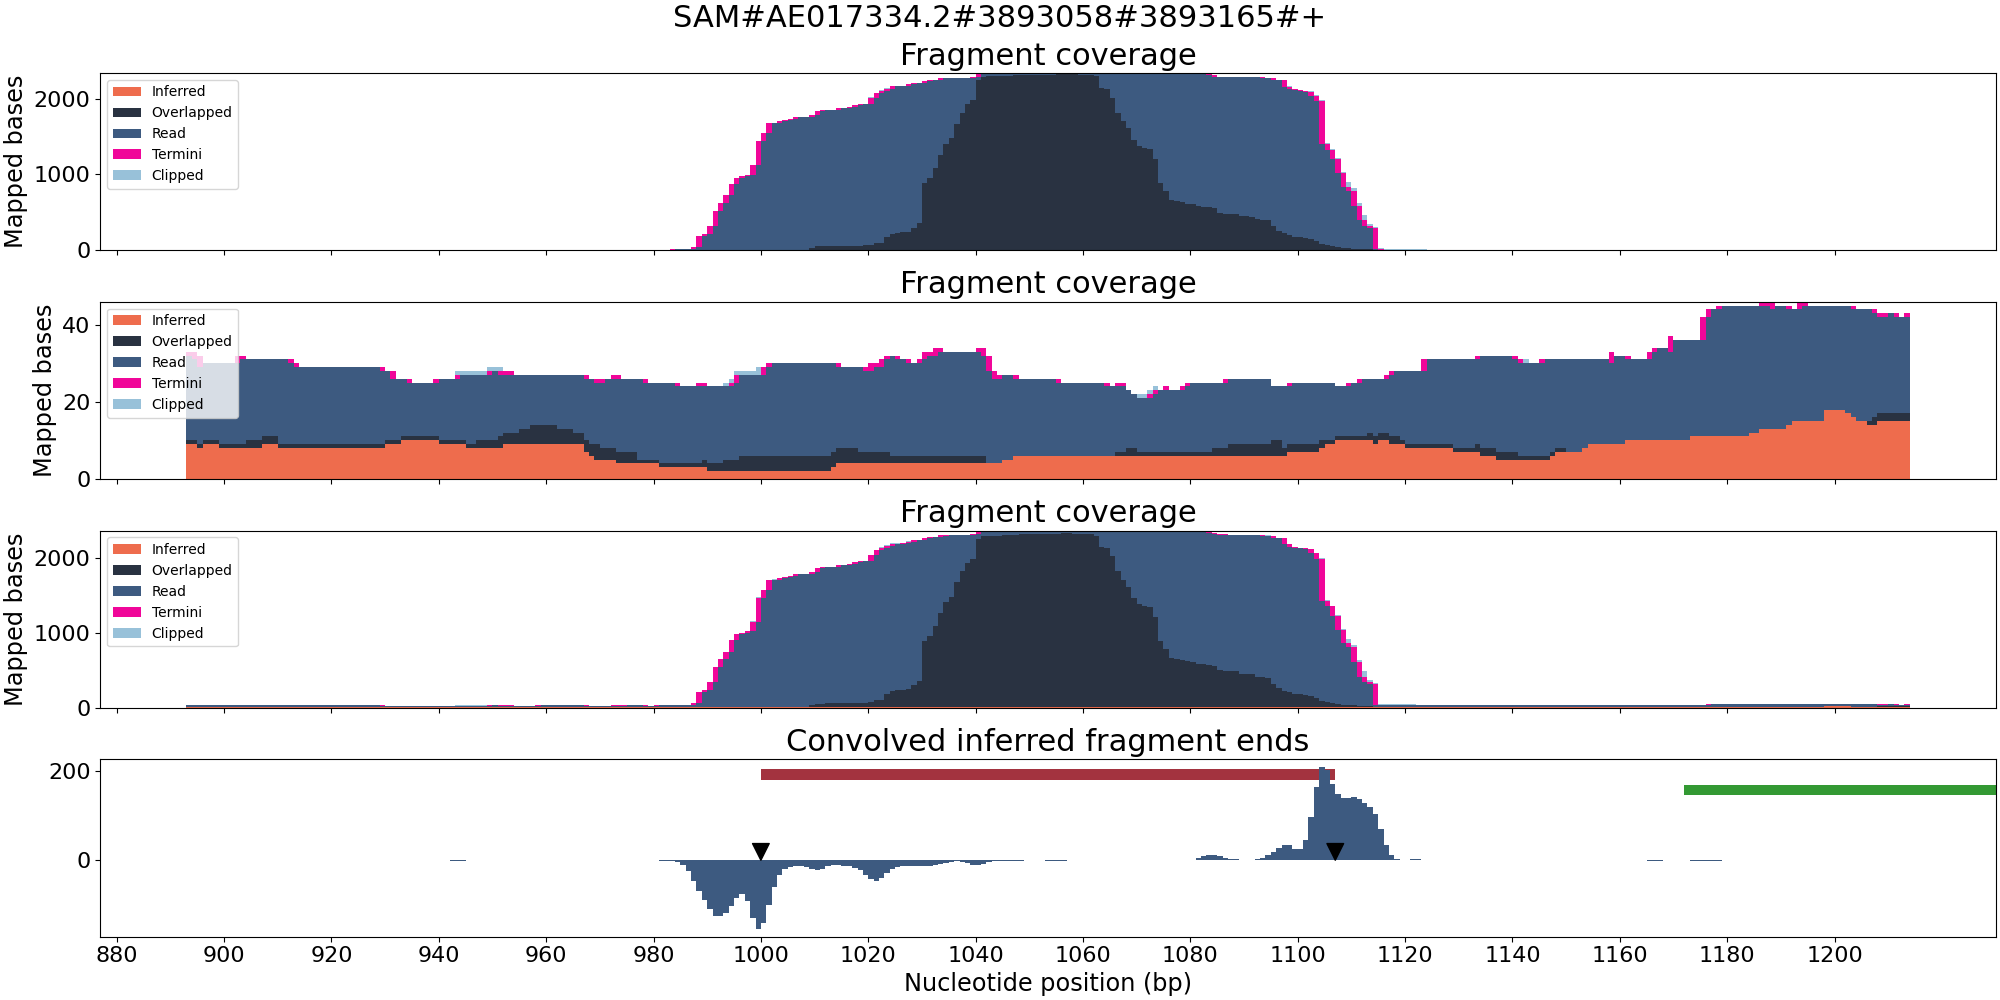 SAM#AE017334.2#3893058#3893165#+
Fragment coverage
Mapped bases
2000
1000
0
Inferred
Overlapped
Read
Termini
Clipped
Fragment coverage
Mapped bases
40
20
0
Inferred
Overlapped
Read
Termini
Clipped
Fragment coverage
Mapped bases
2000
1000
0
Inferred
Overlapped
Read
Termini
Clipped
Convolved inferred fragment ends
200
0
880 900 920 940 960 980 1000 1020 1040 1060 1080 1100 1120 1140 1160 1180 1200
Nucleotide position (bp)